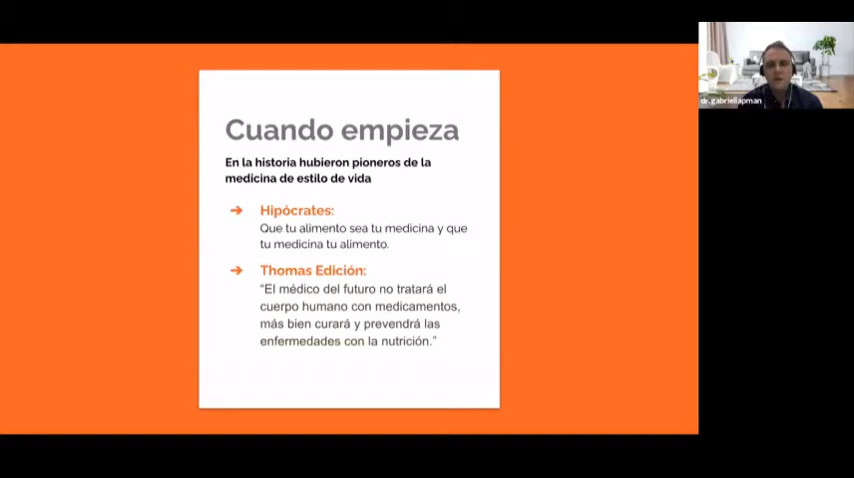 Cuando empieza
En la historia hubieron pioneros de la
medicina de estilo de vida
➔ Hipócrates:
Que tu alimento sea tu medicina y que
tu medicina tu alimento.
➔ Thomas Edición:
“El médico del futuro no tratará el
cuerpo humano con medicamentos,
más bien curará y prevendrá las
enfermedades con la nutrición.”
dr.gabriellapman